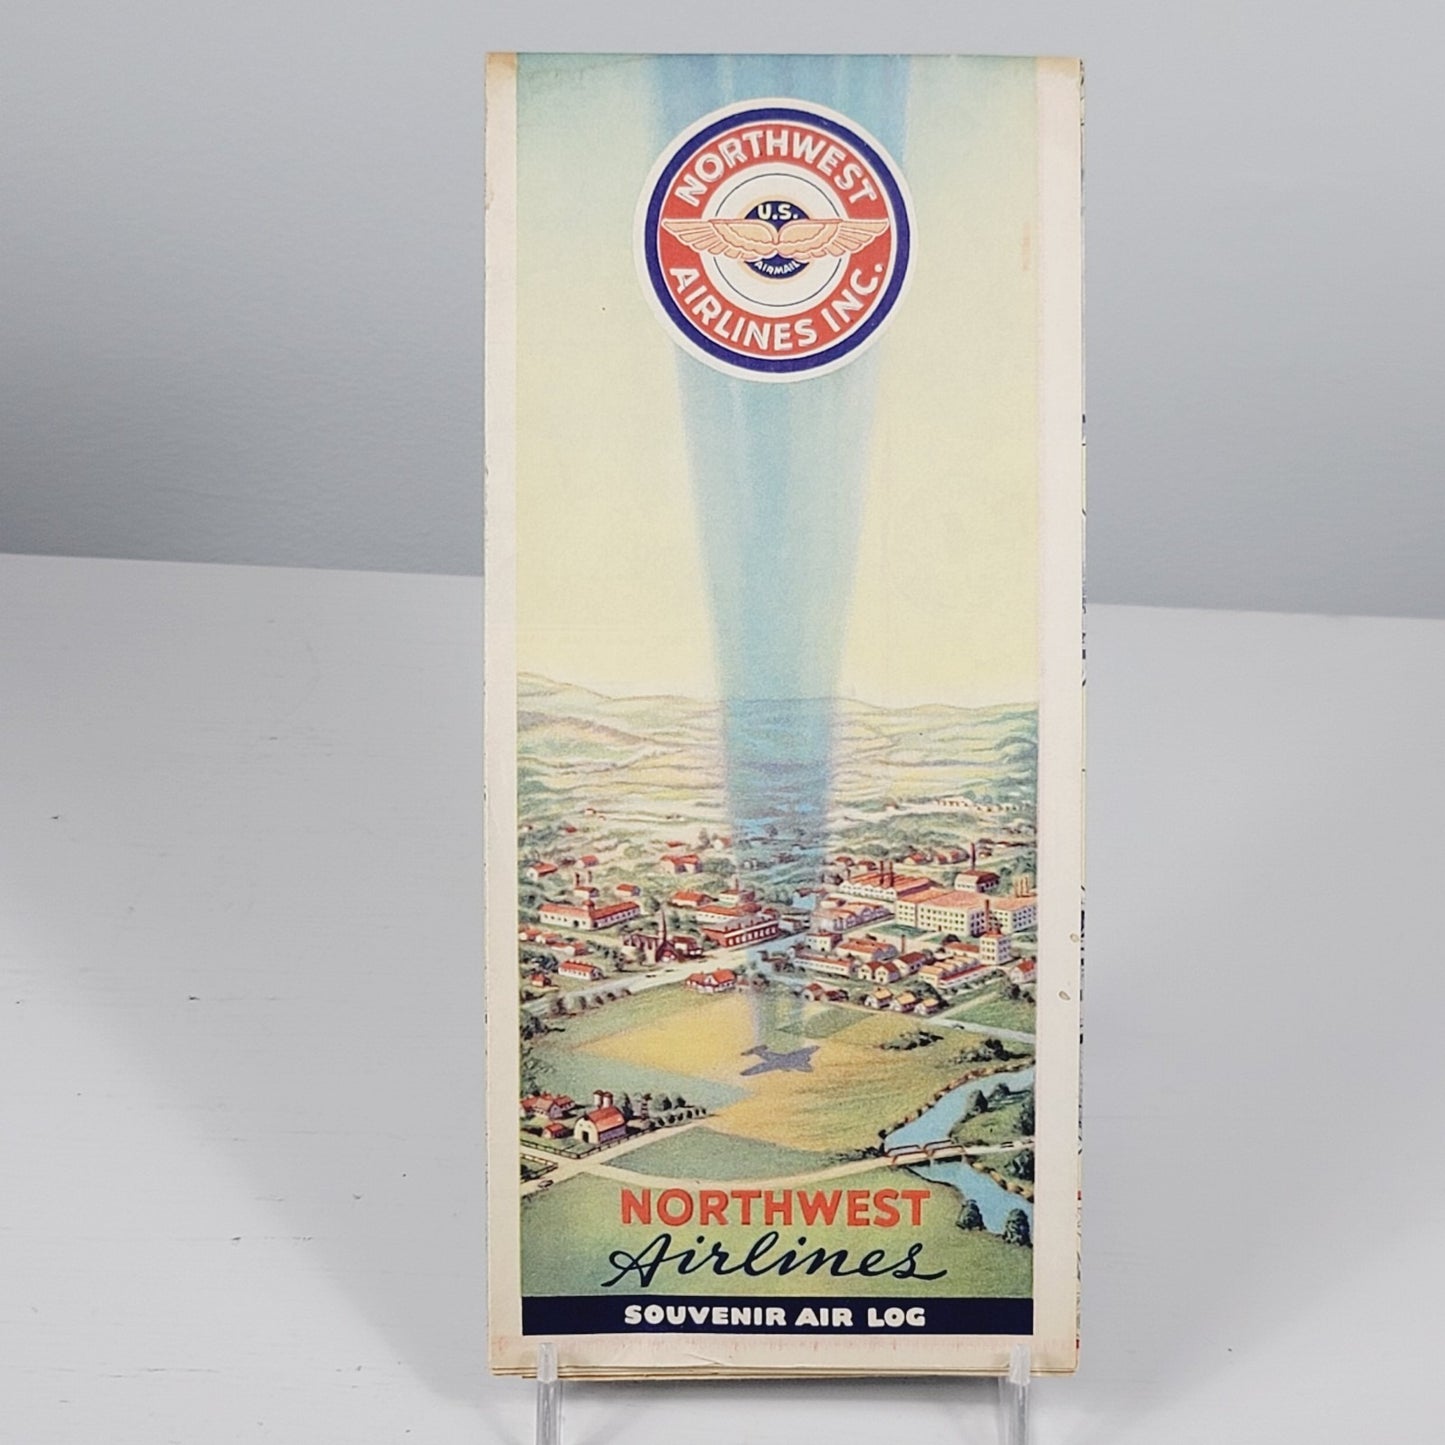 NORTHWEST
U.S.
AIRMAIL
AIRLINES INC.
NORTHWEST
Airlines
SOUVENIR AIR LOG